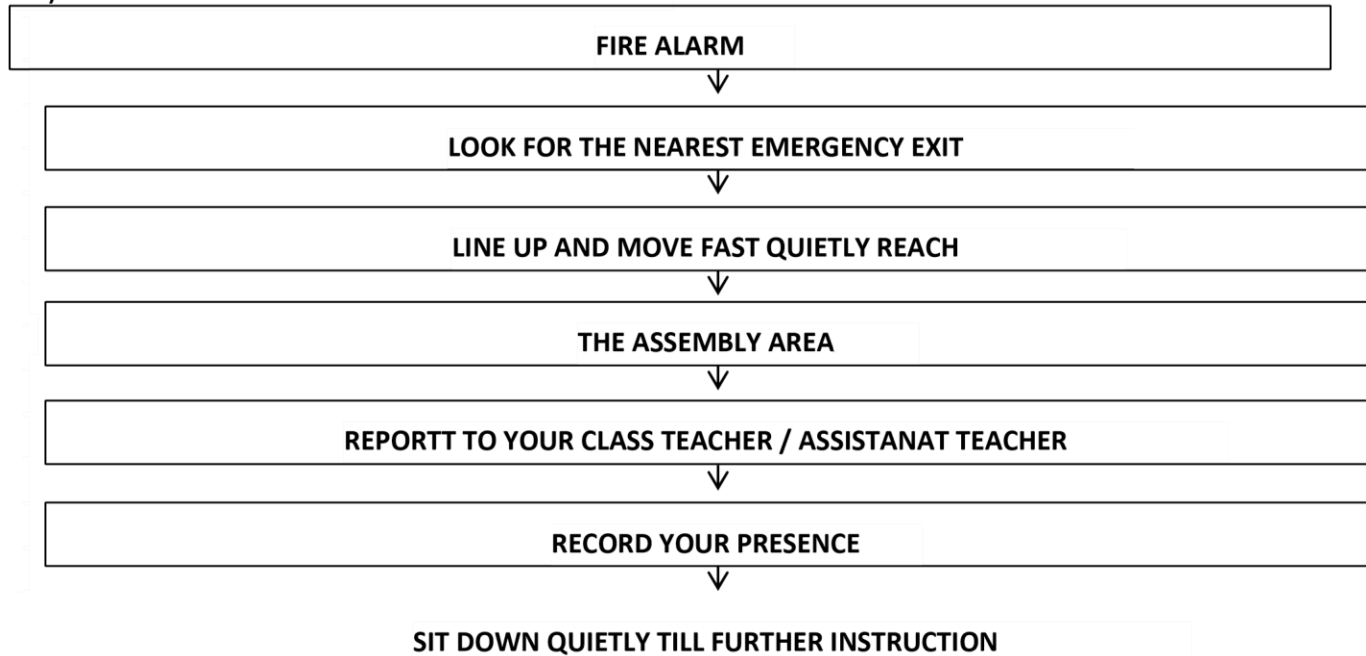 FIRE ALARM
LOOK FOR THE NEAREST EMERGENCY EXIT
LINE UP AND MOVE FAST QUIETLY REACH
THE ASSEMBLY AREA
REPORTT TO YOUR CLASS TEACHER / ASSISTANAT TEACHER
RECORD YOUR PRESENCE
SIT DOWN QUIETLY TILL FURTHER INSTRUCTION